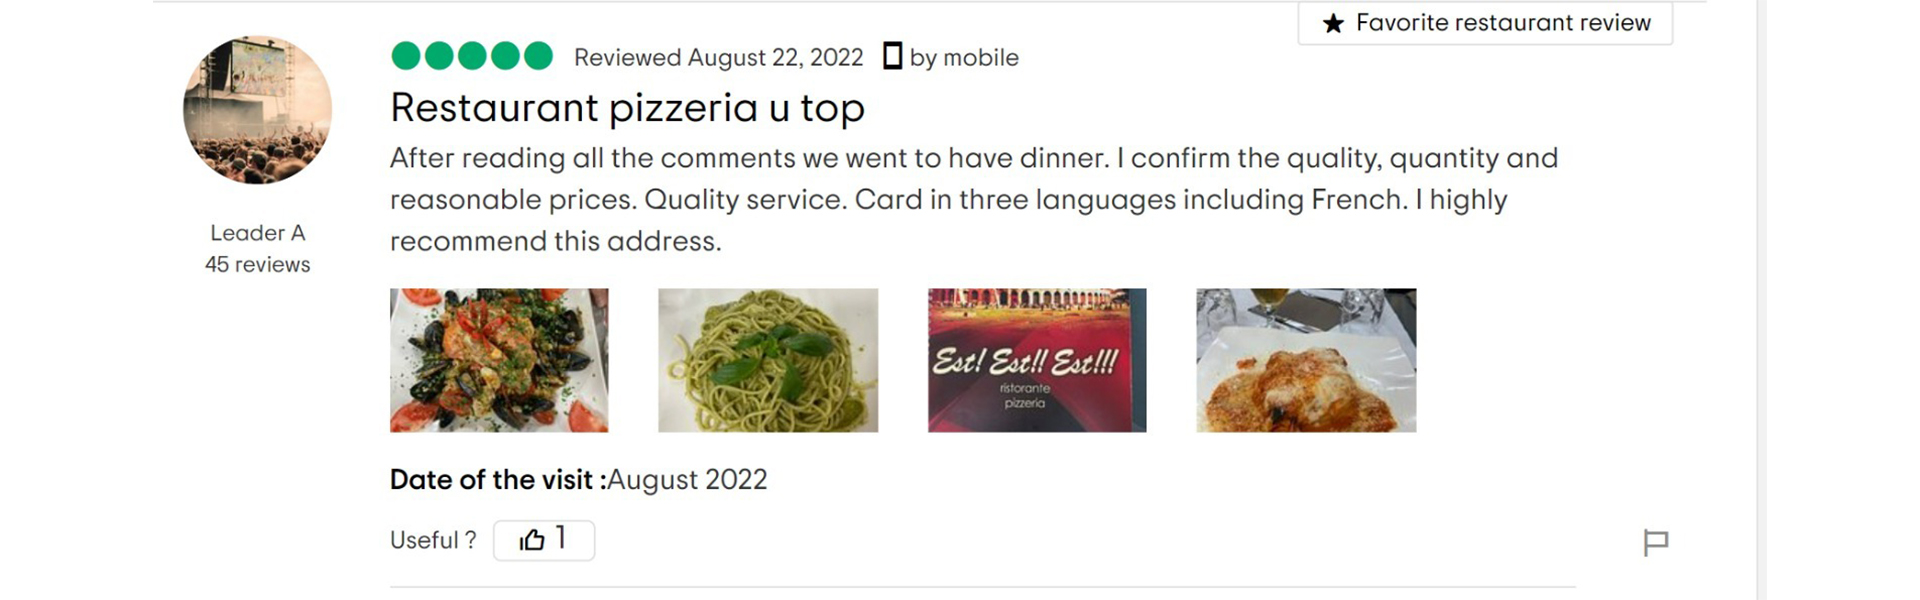 Favorite restaurant review
Reviewed August 22, 2022 by mobile
Restaurant pizzeria u top
After reading all the comments we went to have dinner. I confirm the quality, quantity and
reasonable prices. Quality service. Card in three languages including French. I highly
recommend this address.
Leader A
45 reviews
Est! Est!! Est!!!
ristorante
pizzeria
Date of the visit :August 2022
Useful ? 1